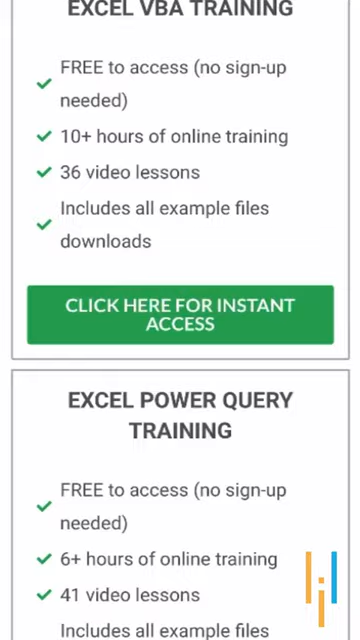 EXCEL VBA TRAINING
FREE to access (no sign-up
needed)
10+ hours of online training
36 video lessons
Includes all example files
downloads
CLICK HERE FOR INSTANT
ACCESS
EXCEL POWER QUERY
TRAINING
FREE to access (no sign-up
needed)
6+ hours of online training
41 video lessons
Includes all example files